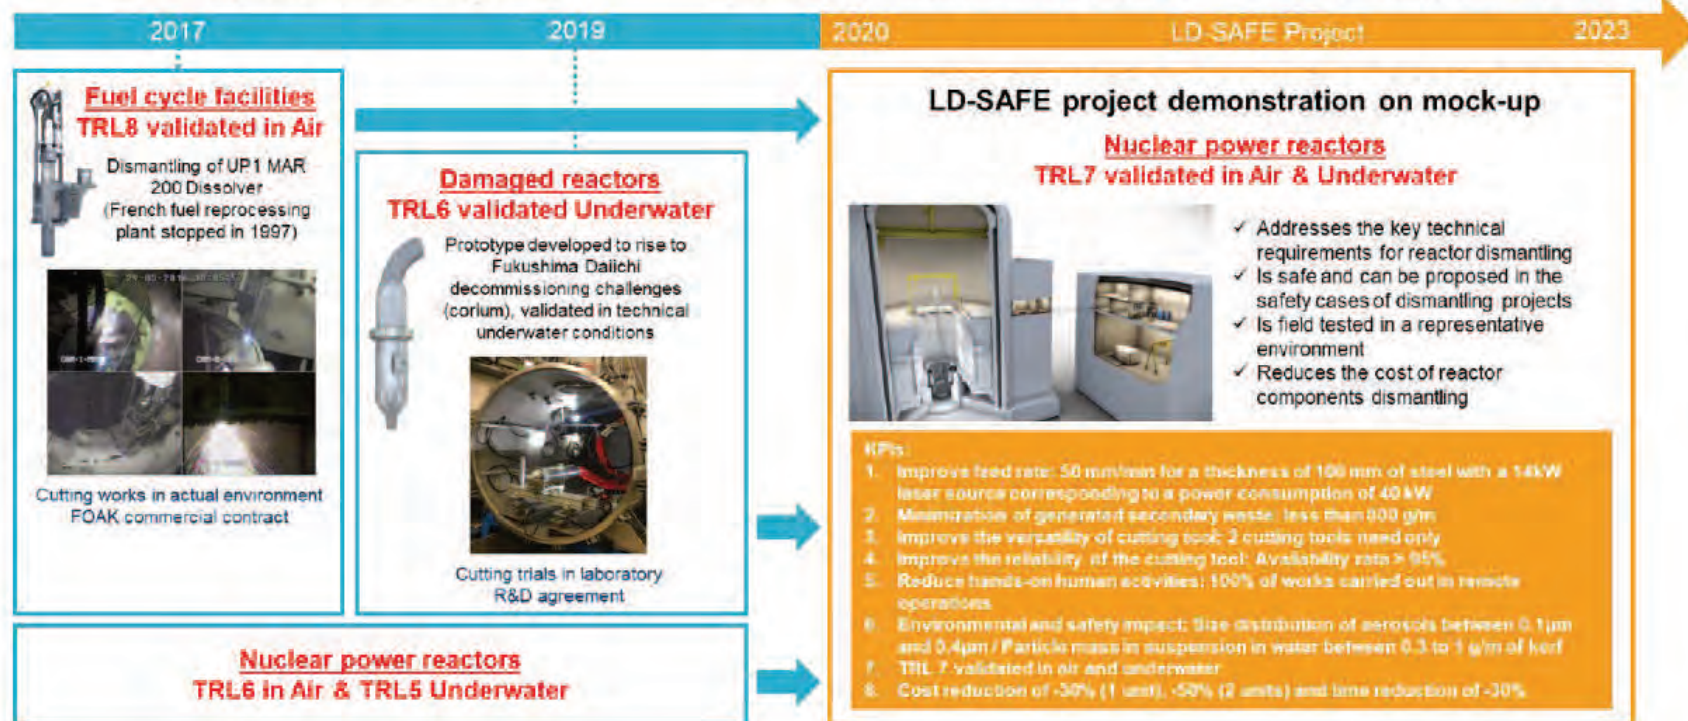 2017
2019
2020
LD-SAFE Project
2023
Fuel cycle facilities
TRL8 validated in Air
Dismantling of UP1 MAR
200 Dissolver
(French fuel reprocessing
plant stopped in 1997)
Cutting works in actual environment
FOAK commercial contract
Damaged reactors
TRL6 validated Underwater
Prototype developed to rise to
Fukushima Daiichi
decommissioning challenges
(corium), validated in technical
underwater conditions
Cutting trials in laboratory
R&D agreement
Nuclear power reactors
TRL6 in Air & TRL5 Underwater
LD-SAFE project demonstration on mock-up
Nuclear power reactors
TRL7 validated in Air & Underwater
✓ Addresses the key technical
requirements for reactor dismantling
✓ Is safe and can be proposed in the
safety cases of dismantling projects
✓ Is field tested in a representative
environment
✓ Reduces the cost of reactor
components dismantling
KPIs
1. Improve feed rate: 50 mm/min for a thickness of 100 mm of steel with a 14kW
laser source corresponding to a power consumption of 40 kW
2. Minimization of generated secondary waste: less than g/m
3. Improve the versatility of cutting tool: 2 cutting tools need only
4. Improve the reliability of the cutting tool: Availability rate > 95%
5. Reduce hands-on human activities: 100% of works carried out in remote
operations
6. Environmental and safety impact: Size distribution of aerosols between 0.1µm
and 0.4µm / Particle mass in suspension in water between 0.3 to 1 g/m of kerf
7. TRL 7 validated in air and underwater
8. Cost reduction of -30% (1 unit), -50% (2 units) and time reduction of -30%